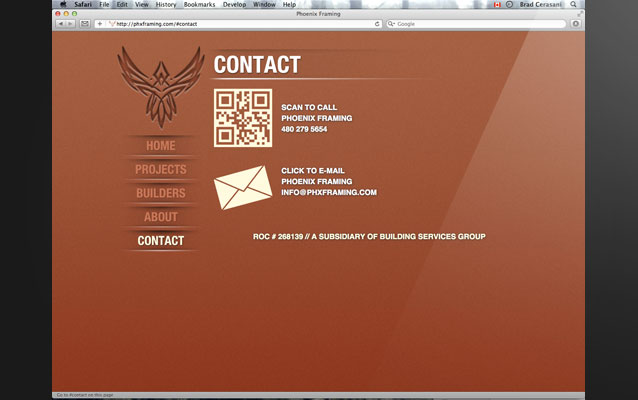 Safari File Edit View History Bookmarks Develop Window Help Brad Cerasani
Phoenix Framing
http://phxframing.com/#contact
Google
CONTACT
SCAN TO CALL
PHOENIX FRAMING
480 279 5654
HOME
PROJECTS
BUILDERS
ABOUT
CONTACT
CLICK TO E-MAIL
PHOENIX FRAMING
INFO@PHXFRAMING.COM
ROC # 268139 // A SUBSIDIARY OF BUILDING SERVICES GROUP
Go to #contact on this page